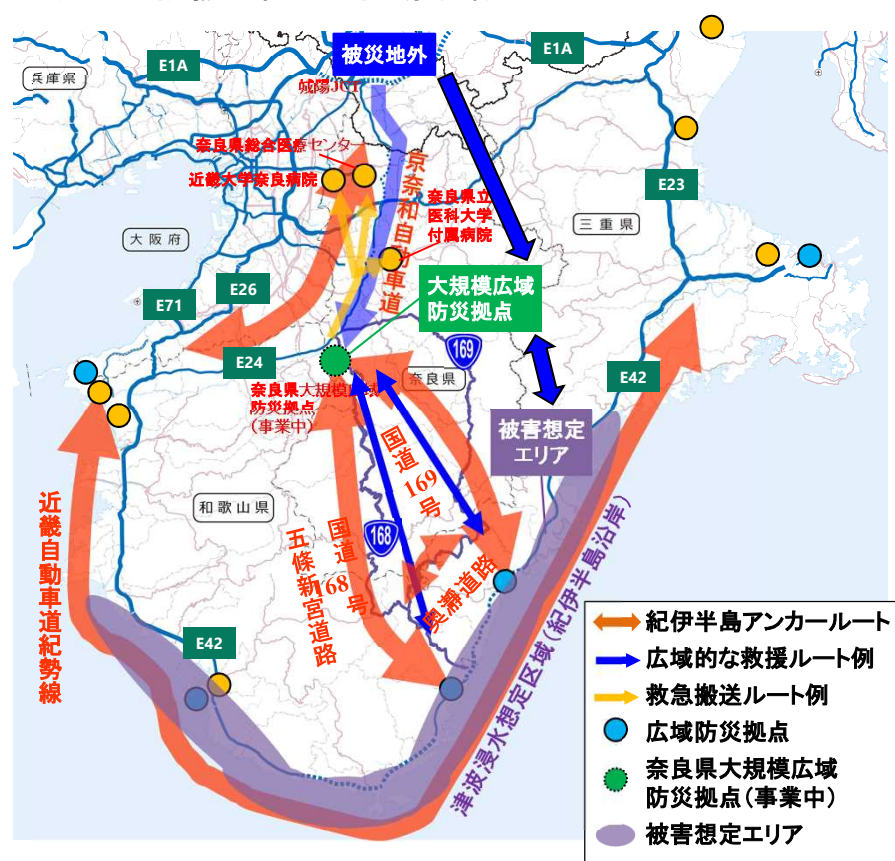 被災地外
E1A
E1A
兵庫県
城陽JCT
奈良県総合医療センター
近畿大学奈良病院
京奈和自動車道
奈良県立
医科大学
付属病院
E23
三重県
大阪府
大規模広域
防災拠点
E26
E71
169
E24
奈良県
E42
奈良県大規模広域
防災拠点
(事業中)
被害想定
エリア
国道169号
和歌山県
168
近畿自動車道紀勢線
国道168号
五條新宮道路
奥瀞道路
津波浸水想定区域(紀伊半島沿岸)
E42
紀伊半島アンカールート
広域的な救援ルート例
救急搬送ルート例
広域防災拠点
奈良県大規模広域
防災拠点(事業中)
被害想定エリア